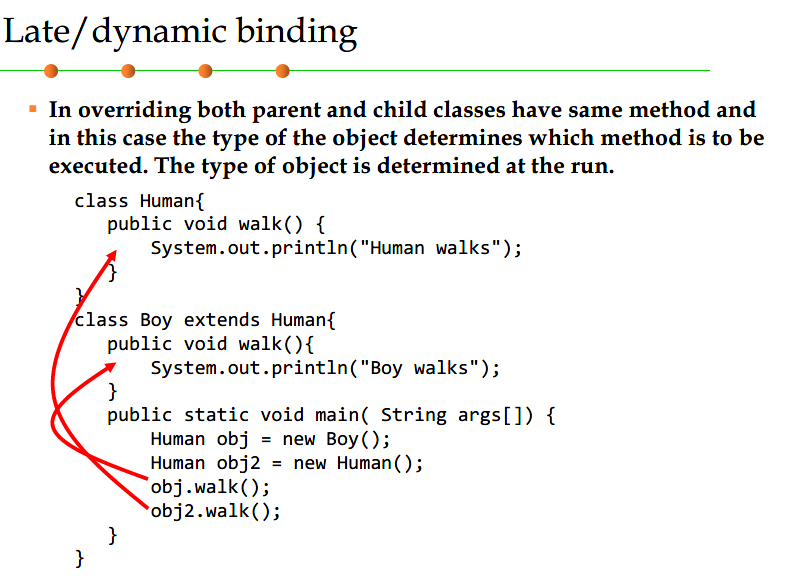 Late/dynamic binding
In overriding both parent and child classes have same method and
in this case the type of the object determines which method is to be
executed. The type of object is determined at the run.
class Human{
public void walk() {
System.out.println("Human walks");
}
}
class Boy extends Human{
public void walk(){
System.out.println("Boy walks");
}
public static void main( String args[]) {
Human obj = new Boy();
Human obj2 = new Human();
obj.walk();
obj2.walk();
}
}